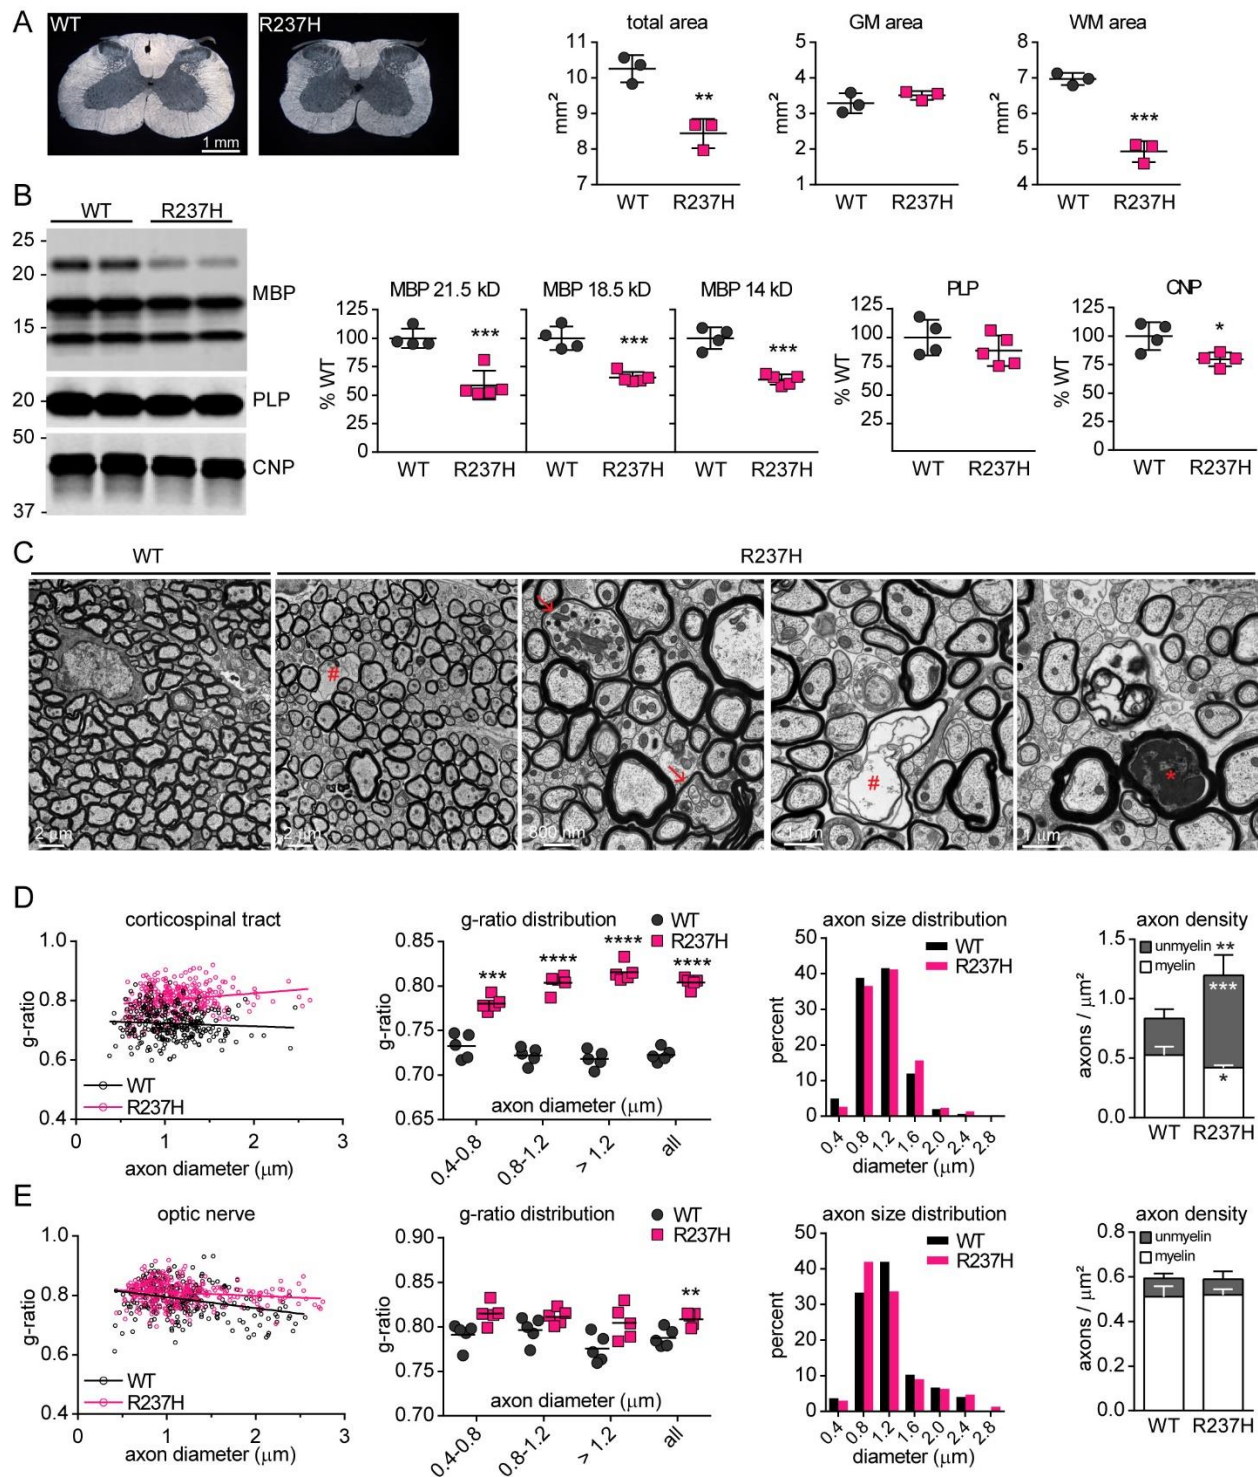 A
WT
R237H
1 mm
total area
GM area
WM area
mm²
11
10
9
8
7
**
WT
R237H
mm²
5
4
3
2
1
WT
R237H
mm²
8
7
6
5
4
***
WT
R237H
B
WT
R237H
25
20
15
MBP
20
PLP
50
CNP
37
MBP 21.5 kD
MBP 18.5 kD
MBP 14 kD
% WT
125
100
75
50
25
0
***
***
***
WT
R237H
WT
R237H
WT
R237H
PLP
% WT
125
100
75
50
25
WT
R237H
CNP
% WT
125
100
75
50
25
0
*
WT
R237H
C
WT
R237H
2 µm
#
2 µm
800 nm
#
1 µm
*
1 µm
D
corticospinal tract
g-ratio
1.0
0.8
0.6
0.4
WT
R237H
0
1
2
3
axon diameter (µm)
g-ratio distribution
WT
R237H
g-ratio
0.85
0.80
0.75
0.70
0.65
***
****
****
****
axon diameter (µm)
0.4-0.8
0.8-1.2
> 1.2
all
axon size distribution
WT
R237H
percent
50
40
30
20
10
0
0.4
0.8
1.2
1.6
2.0
2.4
2.8
diameter (µm)
axon density
unmyelin
myelin
**
***
*
axons / µm²
1.5
1.0
0.5
0.0
WT
R237H
E
optic nerve
g-ratio
1.0
0.8
0.6
0.4
WT
R237H
0
1
2
3
axon diameter (µm)
g-ratio distribution
WT
R237H
g-ratio
0.90
0.85
0.80
0.75
0.70
**
axon diameter (µm)
0.4-0.8
0.8-1.2
> 1.2
all
axon size distribution
WT
R237H
percent
50
40
30
20
10
0
0.4
0.8
1.2
1.6
2.0
2.4
2.8
diameter (µm)
axon density
unmyelin
myelin
axons / µm²
0.8
0.6
0.4
0.2
0.0
WT
R237H